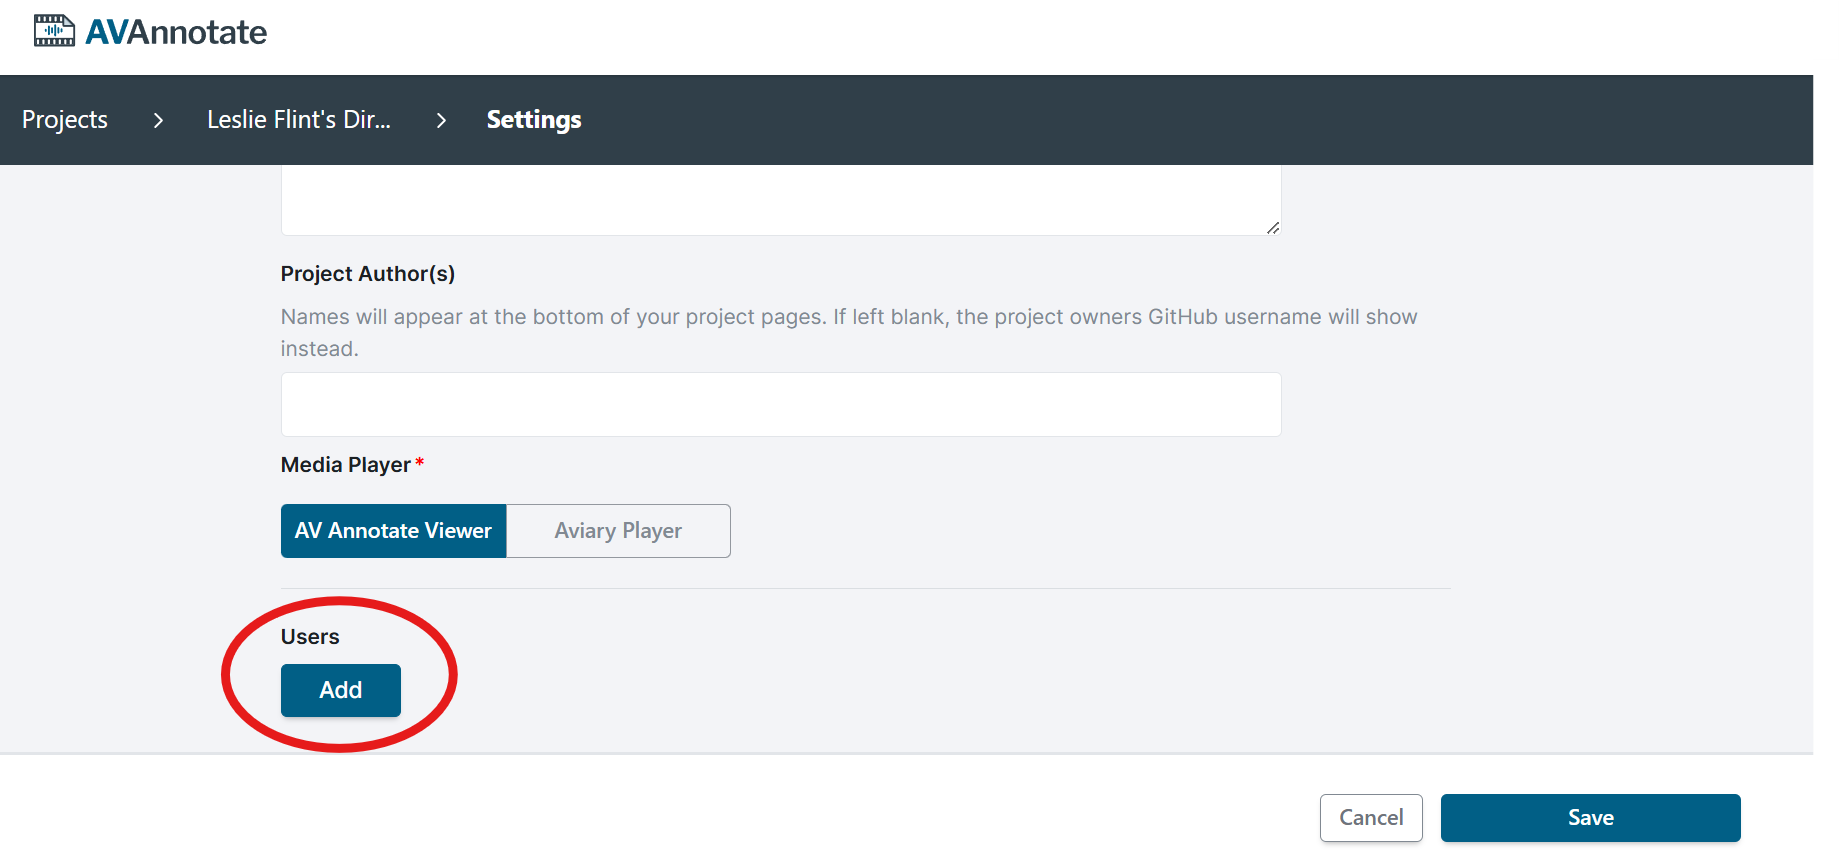 AVAnnotate
Projects > Leslie Flint's Dir... > Settings
Project Author(s)
Names will appear at the bottom of your project pages. If left blank, the project owners GitHub username will show
instead.
Media Player*
AV Annotate Viewer Aviary Player
Users
Add
Cancel Save